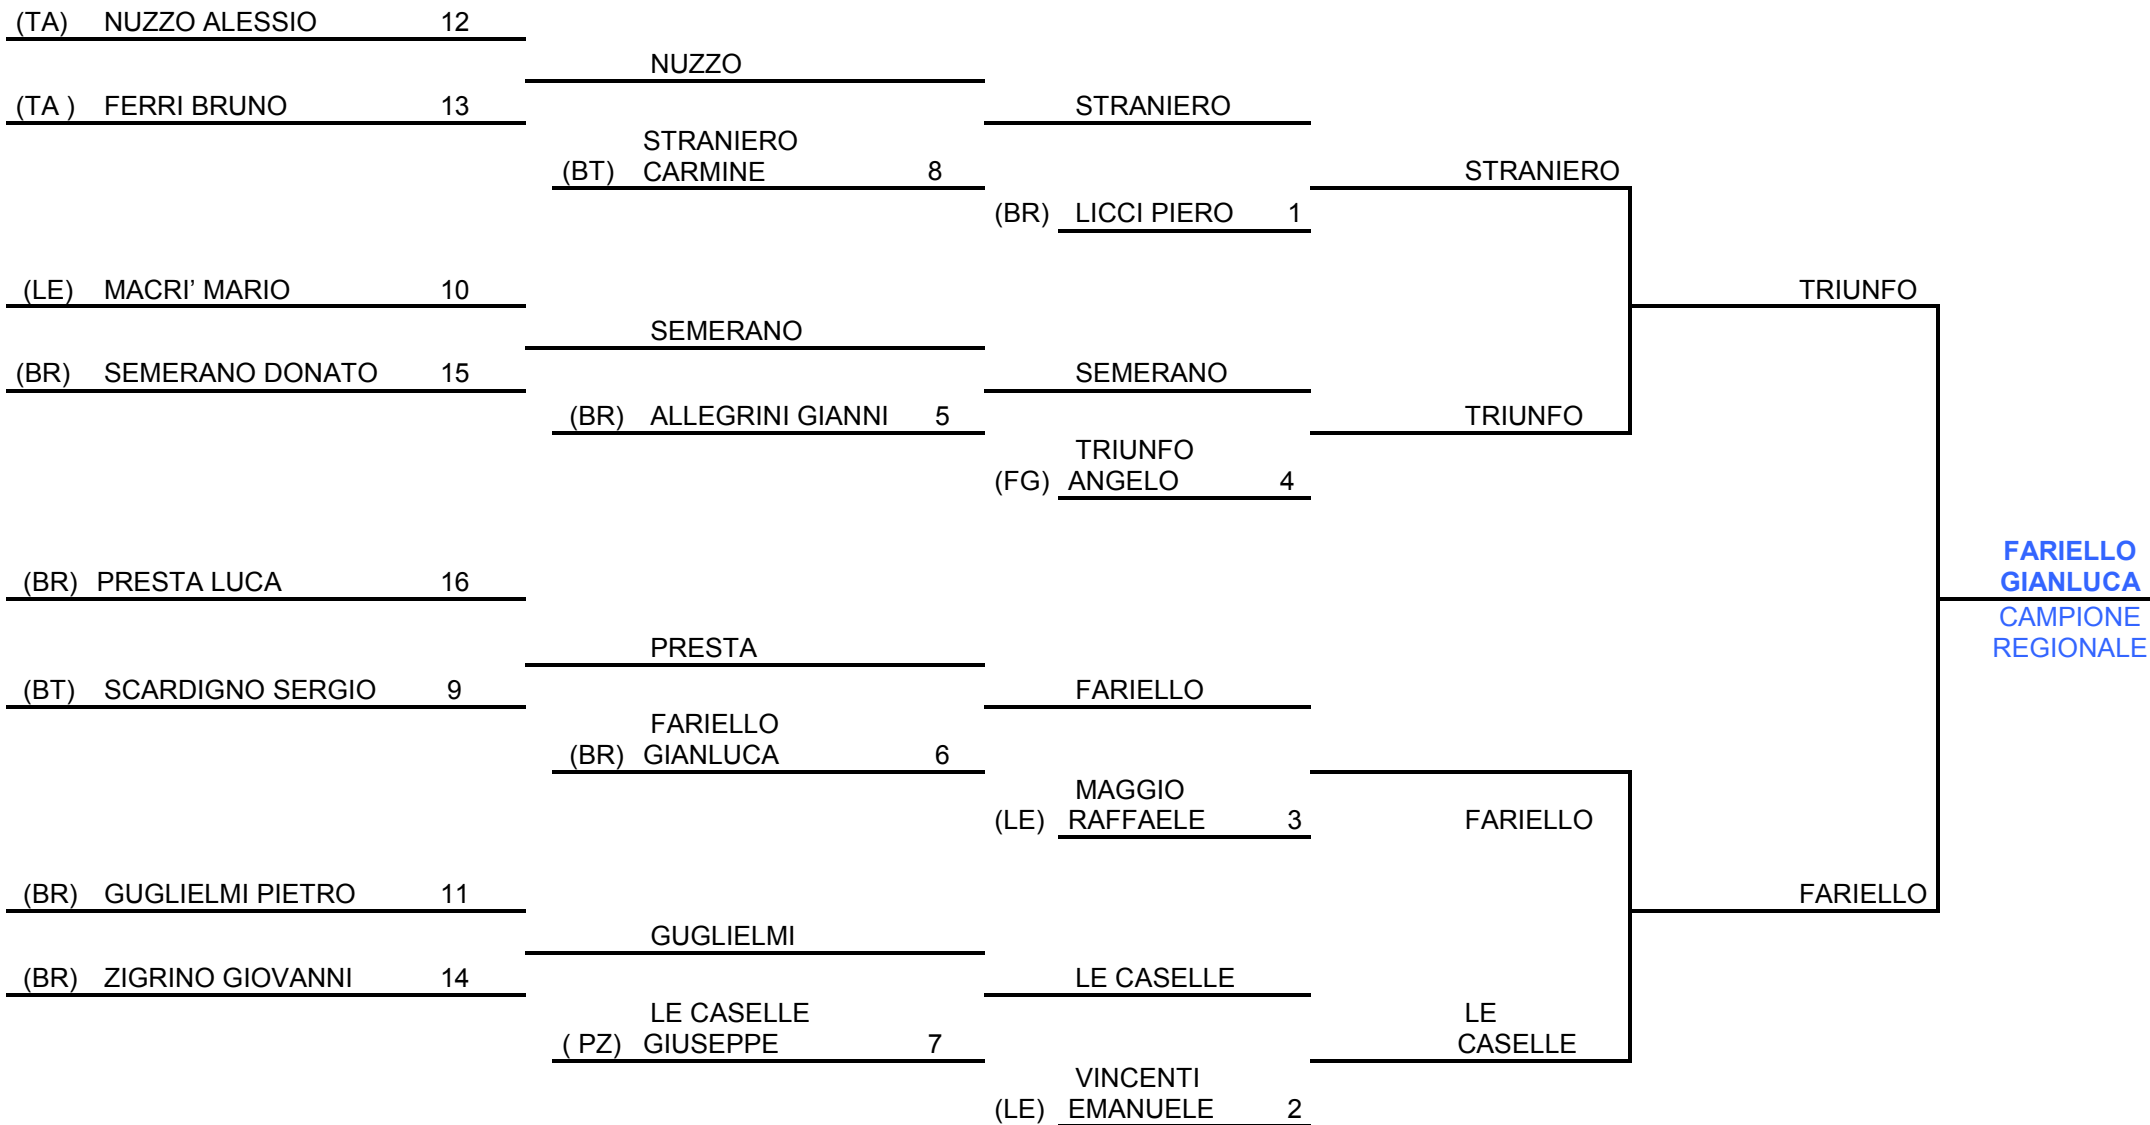 (TA) NUZZO ALESSIO 12
NUZZO
(TA ) FERRI BRUNO 13
STRANIERO
STRANIERO
(BT) CARMINE 8
STRANIERO
(BR) LICCI PIERO 1
(LE) MACRI’ MARIO 10
TRIUNFO
SEMERANO
(BR) SEMERANO DONATO 15
SEMERANO
(BR) ALLEGRINI GIANNI 5
TRIUNFO
TRIUNFO
(FG) ANGELO 4
FARIELLO
GIANLUCA
CAMPIONE
REGIONALE
(BR) PRESTA LUCA 16
PRESTA
(BT) SCARDIGNO SERGIO 9
FARIELLO
FARIELLO
(BR) GIANLUCA 6
MAGGIO
(LE) RAFFAELE 3
FARIELLO
(BR) GUGLIELMI PIETRO 11
FARIELLO
GUGLIELMI
(BR) ZIGRINO GIOVANNI 14
LE CASELLE
LE CASELLE
( PZ) GIUSEPPE 7
LE
CASELLE
VINCENTI
(LE) EMANUELE 2